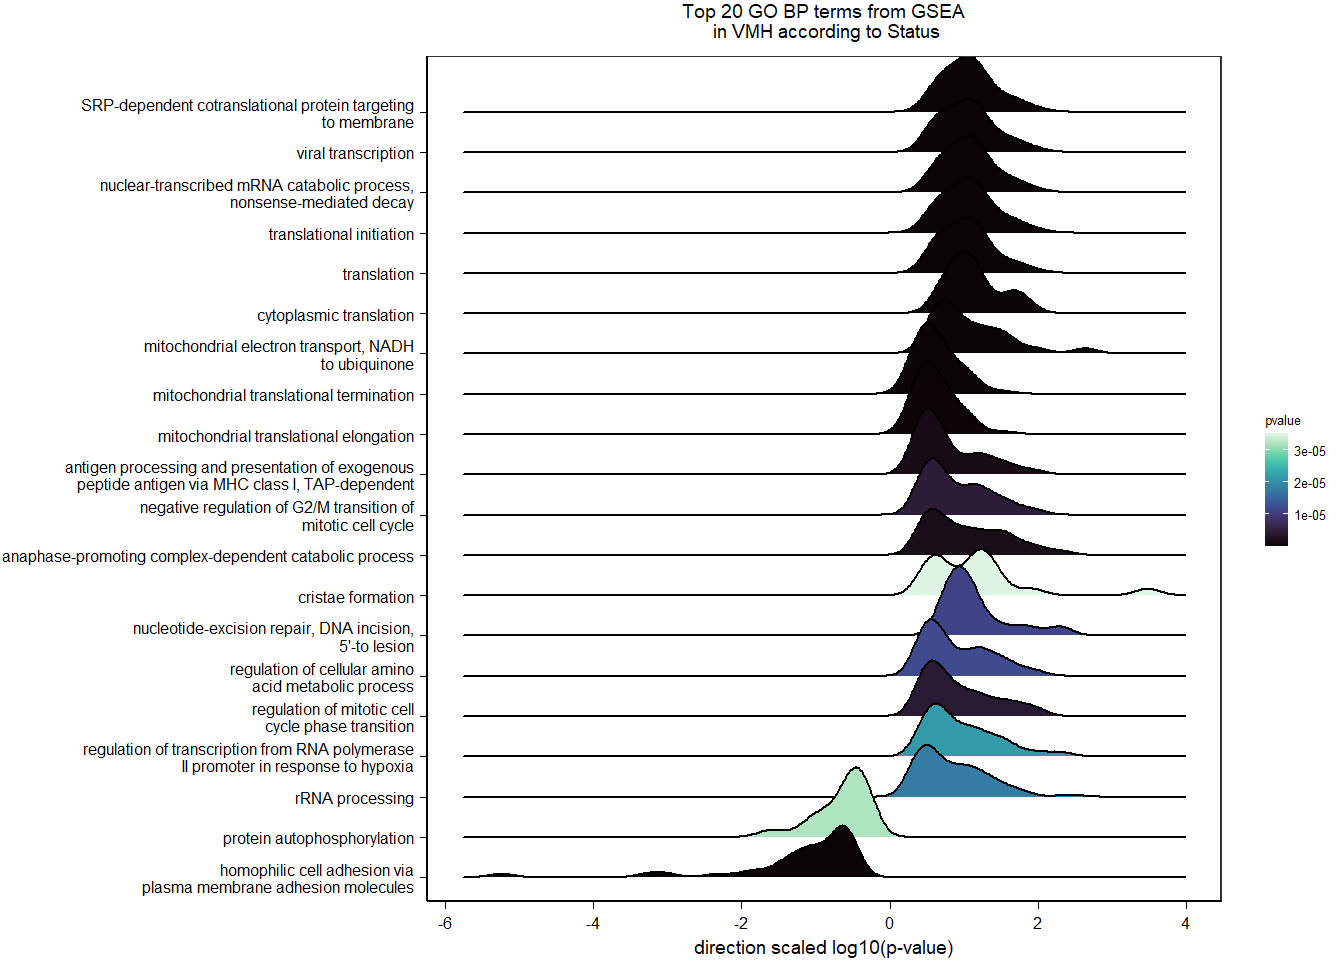 Top 20 GO BP terms from GSEA
in VMH according to Status
SRP-dependent cotranslational protein targeting
to membrane
viral transcription
nuclear-transcribed mRNA catabolic process,
nonsense-mediated decay
translational initiation
translation
cytoplasmic translation
mitochondrial electron transport, NADH
to ubiquinone
mitochondrial translational termination
mitochondrial translational elongation
antigen processing and presentation of exogenous
peptide antigen via MHC class I, TAP-dependent
negative regulation of G2/M transition of
mitotic cell cycle
anaphase-promoting complex-dependent catabolic process
cristae formation
nucleotide-excision repair, DNA incision,
5'-to lesion
regulation of cellular amino
acid metabolic process
regulation of mitotic cell
cycle phase transition
regulation of transcription from RNA polymerase
II promoter in response to hypoxia
rRNA processing
protein autophosphorylation
homophilic cell adhesion via
plasma membrane adhesion molecules
-6 -4 -2 0 2 4
direction scaled log10(p-value)
pvalue
3e-05
2e-05
1e-05